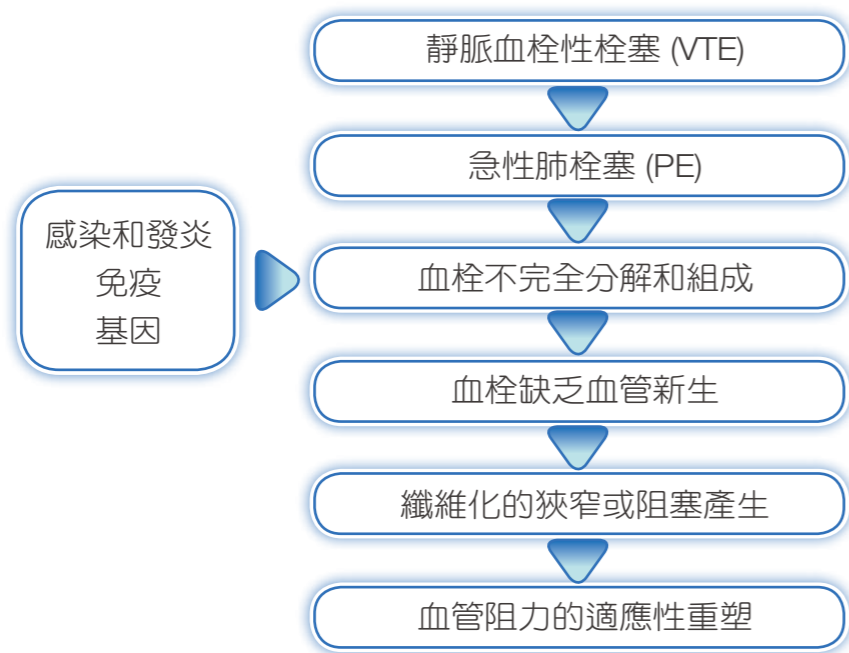 靜脈血栓性栓塞 (VTE)
急性肺栓塞 (PE)
感染和發炎
免疫
基因
血栓不完全分解和組成
血栓缺乏血管新生
纖維化的狹窄或阻塞產生
血管阻力的適應性重塑